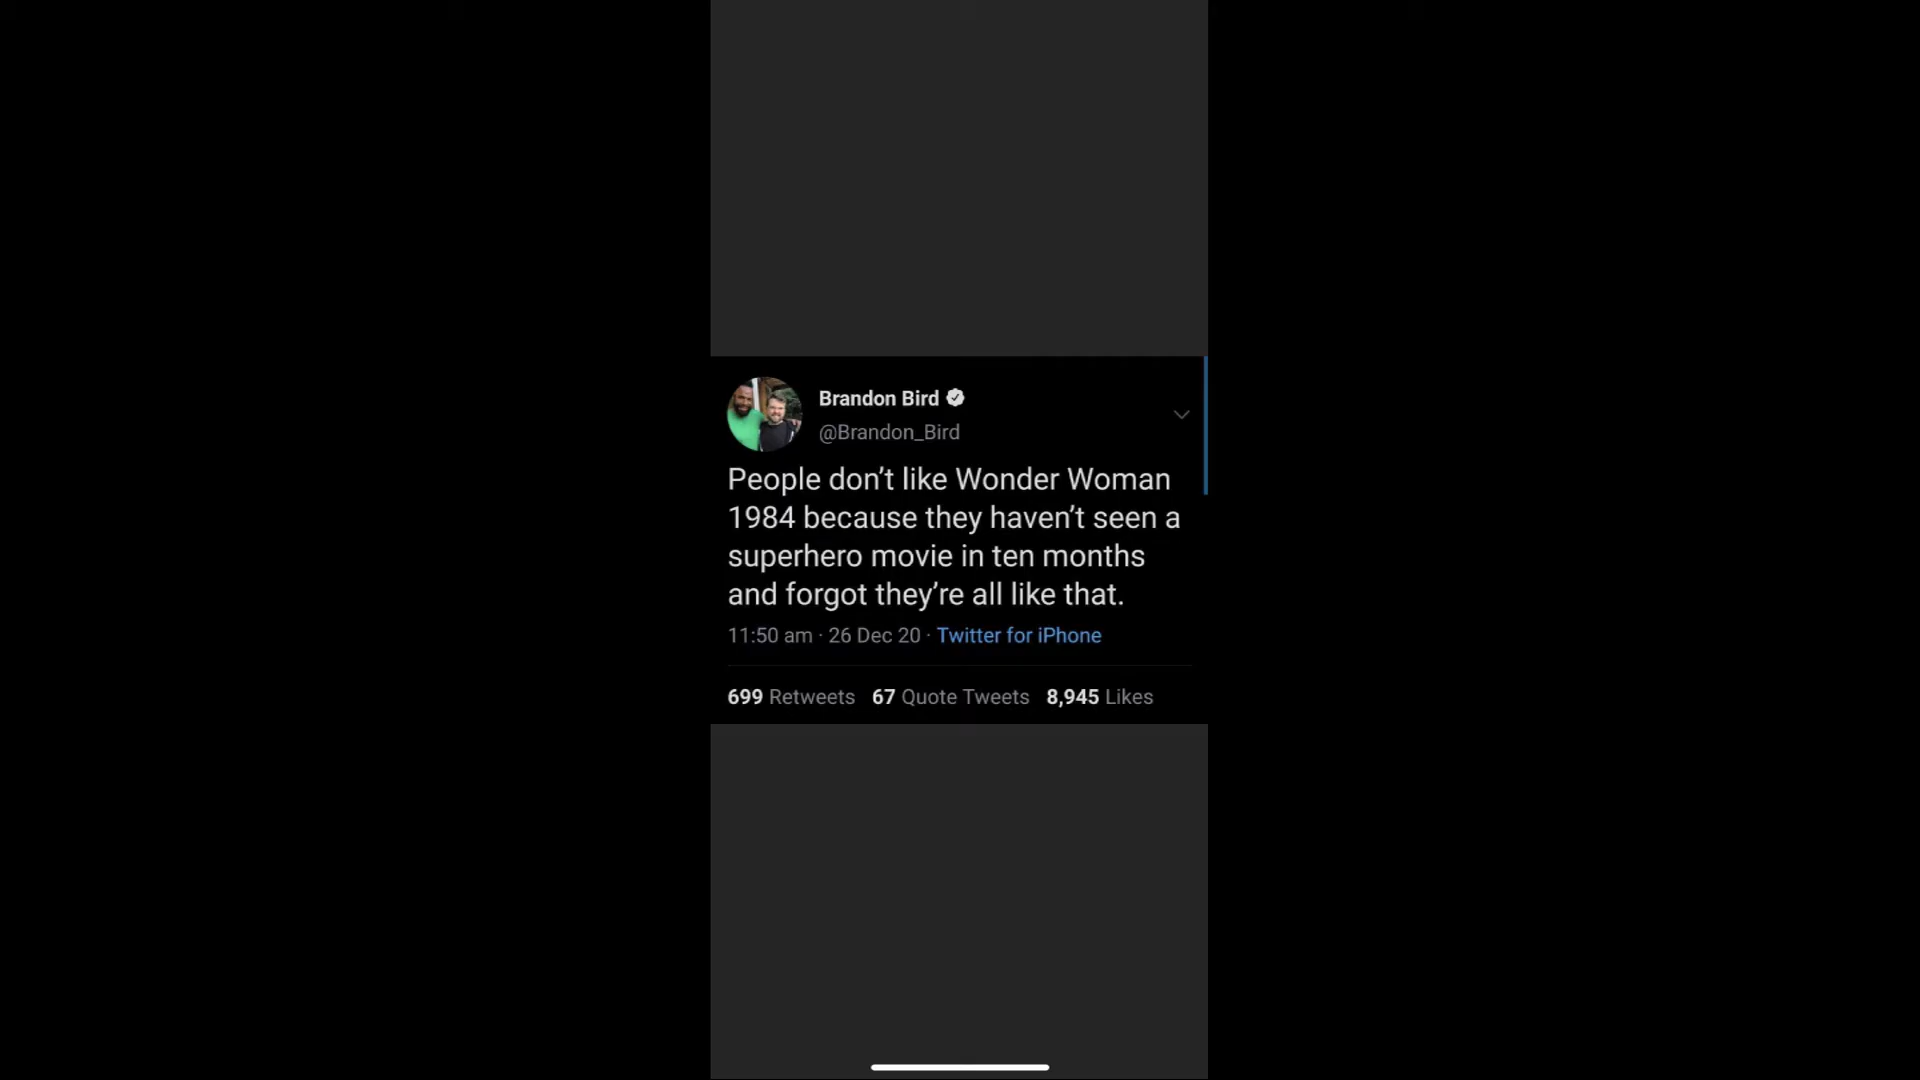 Brandon Bird
@Brandon_Bird
People don’t like Wonder Woman
1984 because they haven’t seen a
superhero movie in ten months
and forgot they’re all like that.
11:50 am · 26 Dec 20 · Twitter for iPhone
699 Retweets 67 Quote Tweets 8,945 Likes